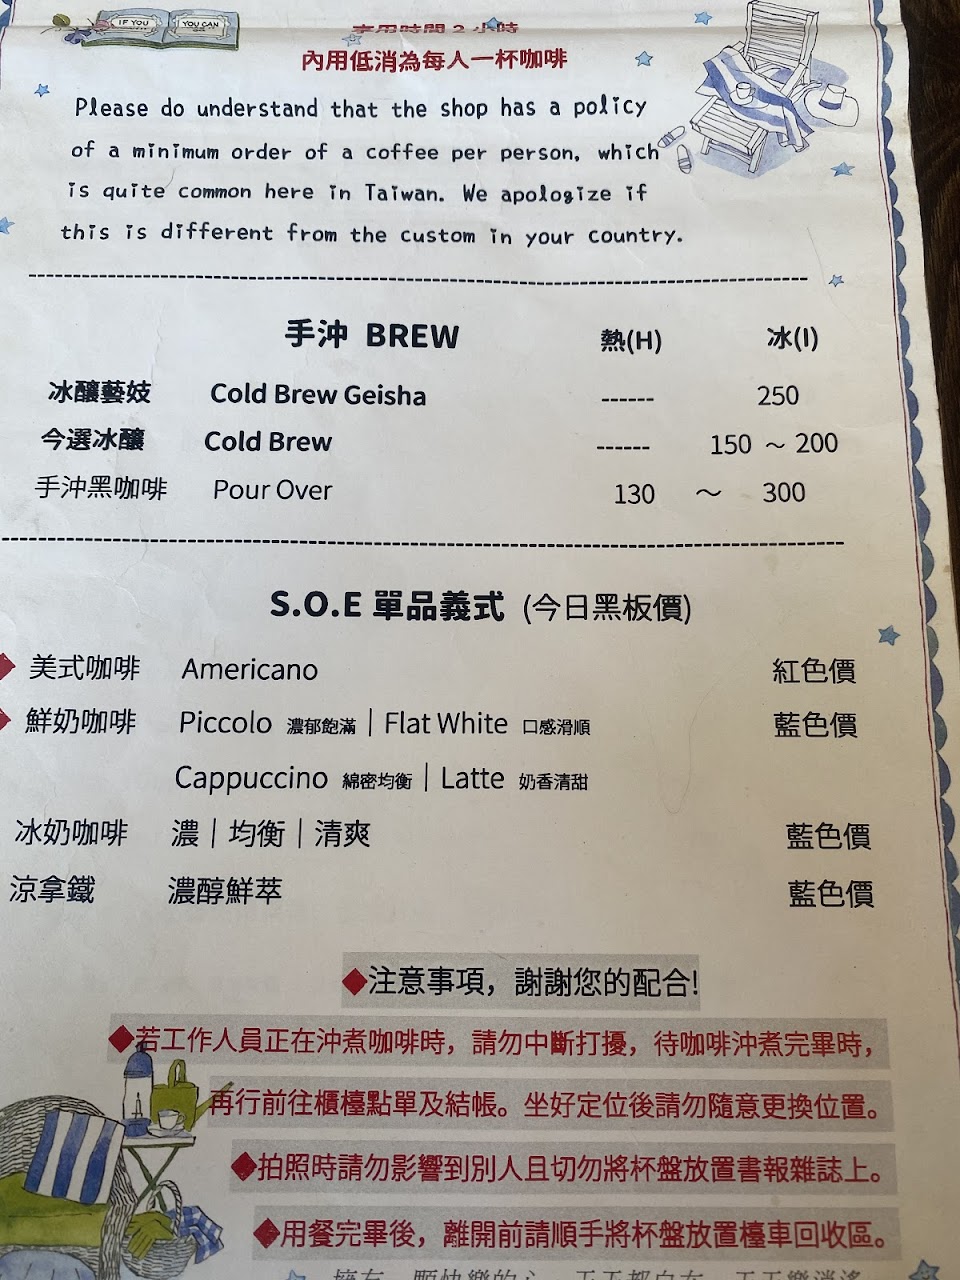 IF YOU YOU CAN
享用時間 2 小時
內用低消為每人一杯咖啡
Please do understand that the shop has a policy
of a minimum order of a coffee per person, which
is quite common here in Taiwan. We apologize if
this is different from the custom in your country.
手沖 BREW 熱(H) 冰(I)
冰釀藝妓 Cold Brew Geisha ------ 250
今選冰釀 Cold Brew ------ 150 ～ 200
手沖黑咖啡 Pour Over 130 ～ 300
S.O.E 單品義式 (今日黑板價)
美式咖啡 Americano 紅色價
鮮奶咖啡 Piccolo 濃郁飽滿｜Flat White 口感滑順 藍色價
Cappuccino 綿密均衡｜Latte 奶香清甜
冰奶咖啡 濃｜均衡｜清爽 藍色價
涼拿鐵 濃醇鮮萃 藍色價
◆注意事項，謝謝您的配合!
◆若工作人員正在沖煮咖啡時，請勿中斷打擾，待咖啡沖煮完畢時，
再行前往櫃檯點單及結帳。坐好定位後請勿隨意更換位置。
◆拍照時請勿影響到別人且切勿將杯盤放置書報雜誌上。
◆用餐完畢後，離開前請順手將杯盤放置檯車回收區。